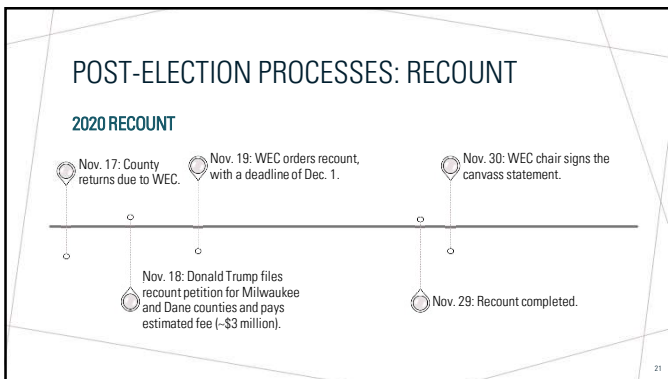 POST-ELECTION PROCESSES: RECOUNT
2020 RECOUNT
Nov. 17: County
returns due to WEC.
Nov. 18: Donald Trump files
recount petition for Milwaukee
and Dane counties and pays
estimated fee (~$3 million).
Nov. 19: WEC orders recount,
with a deadline of Dec. 1.
Nov. 29: Recount completed.
Nov. 30: WEC chair signs the
canvass statement.
21